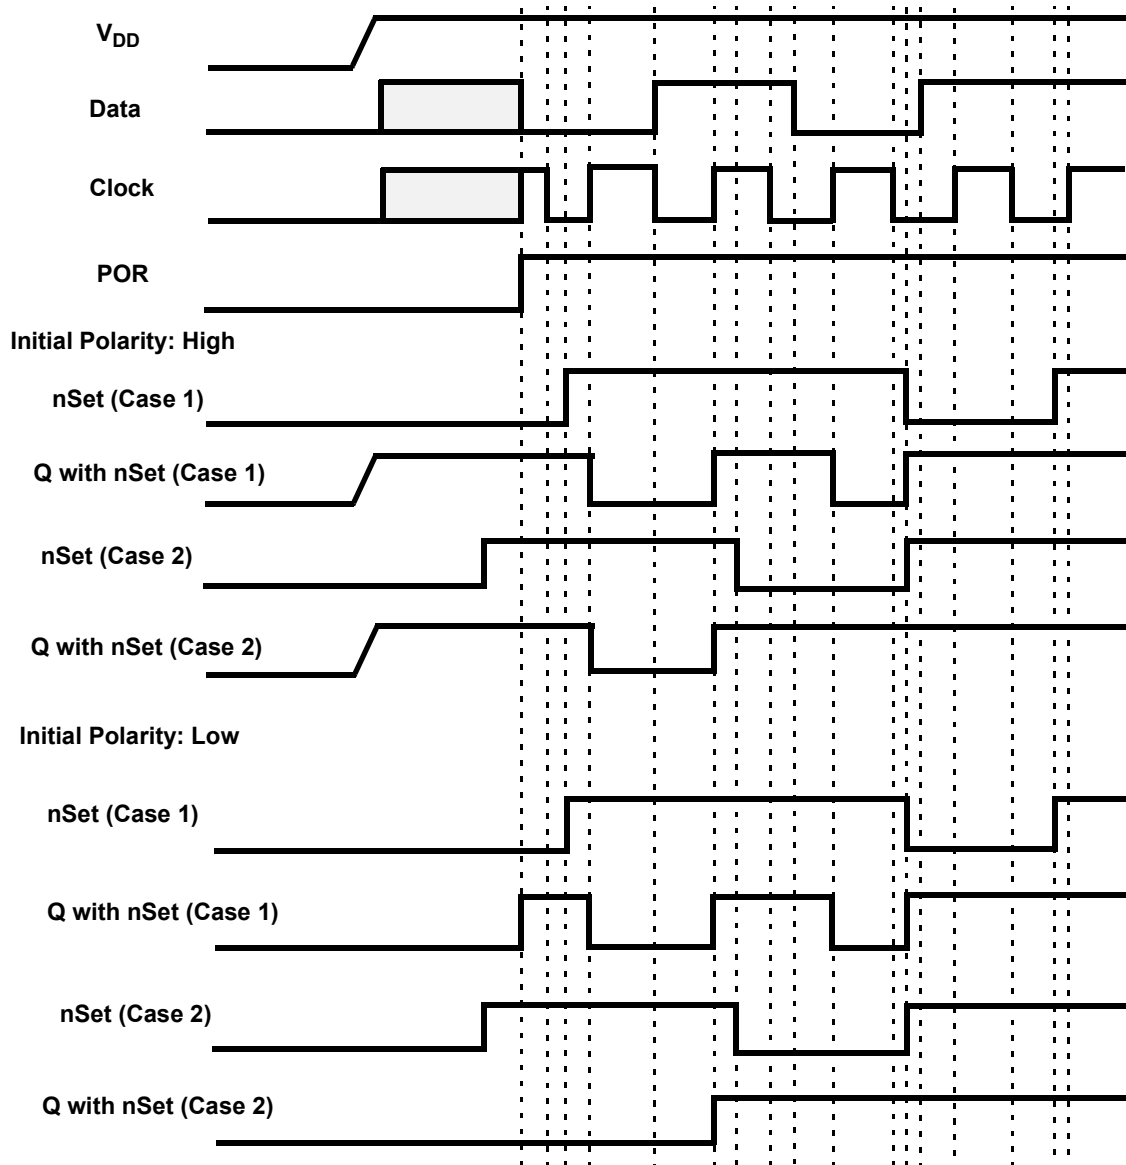 VDD
Data
Clock
POR
Initial Polarity: High
nSet (Case 1)
Q with nSet (Case 1)
nSet (Case 2)
Q with nSet (Case 2)
Initial Polarity: Low
nSet (Case 1)
Q with nSet (Case 1)
nSet (Case 2)
Q with nSet (Case 2)